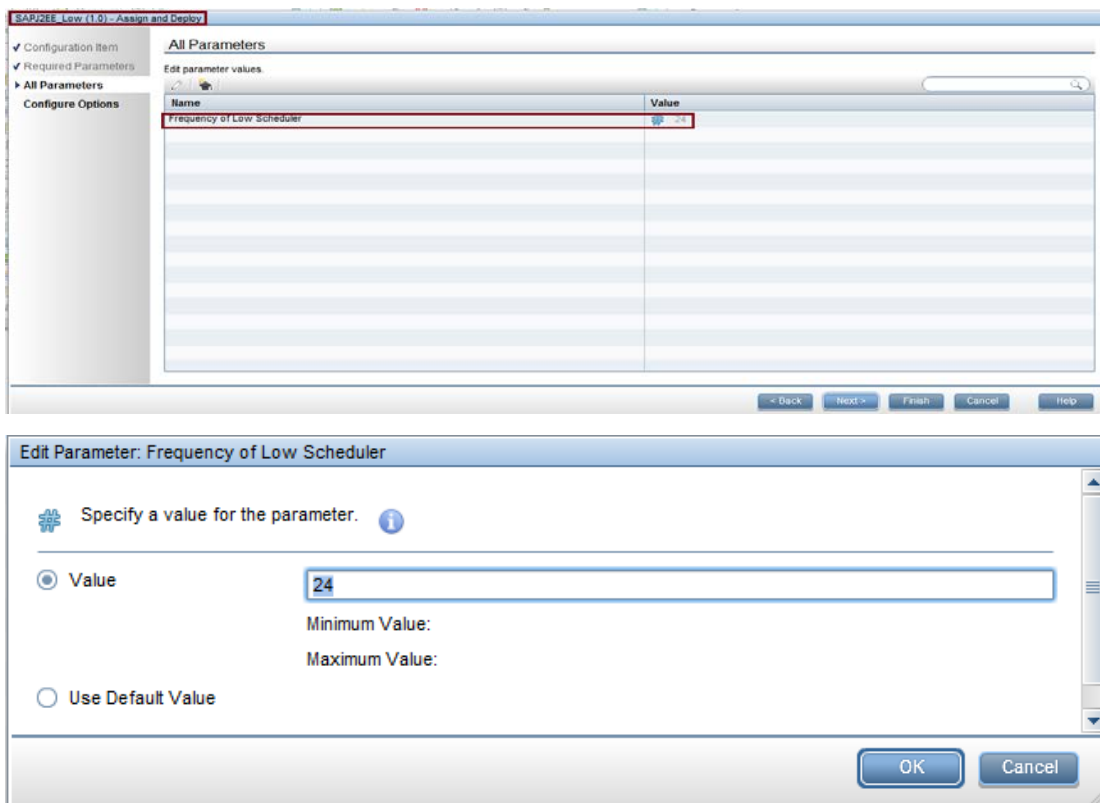 SAPJ2EE_Low (1.0) - Assign and Deploy
Configuration Item
Required Parameters
All Parameters
Configure Options
All Parameters
Edit parameter values.
Name Value
Frequency of Low Scheduler 24
< Back Next > Finish Cancel Help
Edit Parameter: Frequency of Low Scheduler
Specify a value for the parameter.
Value 24
Minimum Value:
Maximum Value:
Use Default Value
OK Cancel